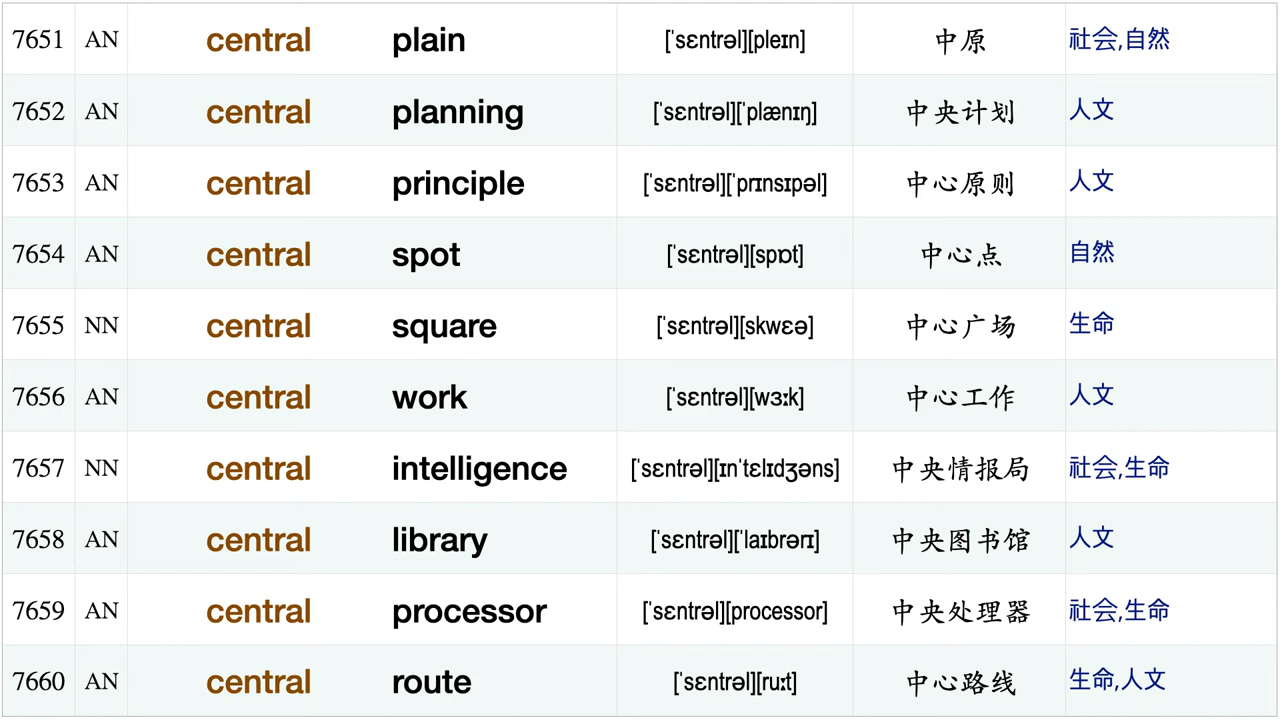 7651 AN central plain [ˈsɛntrəl][pleɪn] 中原 社会,自然
7652 AN central planning [ˈsɛntrəl][ˈplænɪŋ] 中央计划 人文
7653 AN central principle [ˈsɛntrəl][ˈprɪnsɪpəl] 中心原则 人文
7654 AN central spot [ˈsɛntrəl][spɒt] 中心点 自然
7655 NN central square [ˈsɛntrəl][skwɛə] 中心广场 生命
7656 AN central work [ˈsɛntrəl][wɜːk] 中心工作 人文
7657 NN central intelligence [ˈsɛntrəl][ɪnˈtɛlɪdʒəns] 中央情报局 社会,生命
7658 AN central library [ˈsɛntrəl][ˈlaɪbrərɪ] 中央图书馆 人文
7659 AN central processor [ˈsɛntrəl][processor] 中央处理器 社会,生命
7660 AN central route [ˈsɛntrəl][ruːt] 中心路线 生命,人文